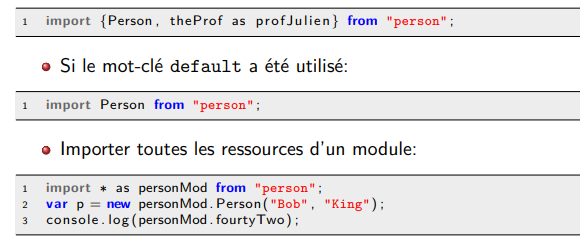 1 import {Person, theProf as profJulien} from "person";
Si le mot-clé default a été utilisé:
1 import Person from "person";
Importer toutes les ressources d'un module:
1 import * as personMod from "person";
2 var p = new personMod.Person("Bob", "King");
3 console.log(personMod.fourtyTwo);